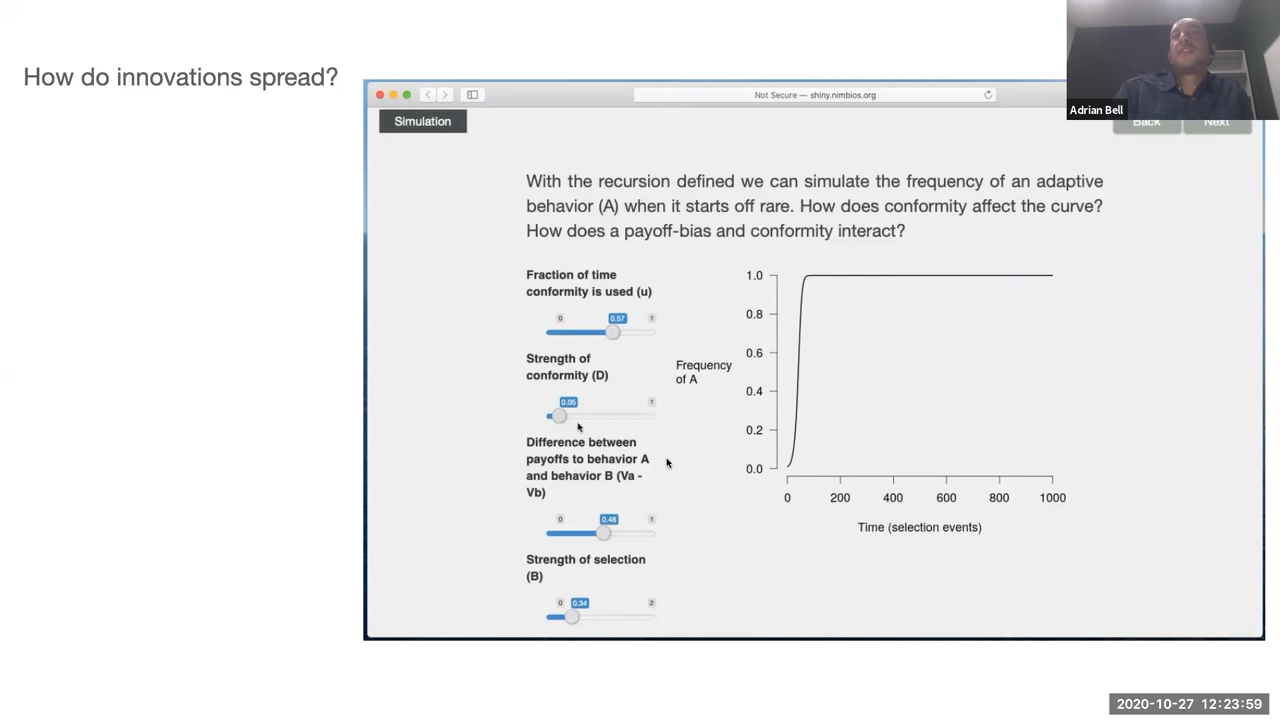 How do innovations spread?
Not Secure — shiny.nimbios.org
Adrian Bell
Simulation
Back
Next
With the recursion defined we can simulate the frequency of an adaptive
behavior (A) when it starts off rare. How does conformity affect the curve?
How does a payoff-bias and conformity interact?
Fraction of time
conformity is used (u)
0 0.57 1
Strength of
conformity (D)
0.05 1
Difference between
payoffs to behavior A
and behavior B (Va -
Vb)
0 0.48 1
Strength of selection
(B)
0 0.34 2
Frequency
of A
1.0
0.8
0.6
0.4
0.2
0.0
0 200 400 600 800 1000
Time (selection events)
2020-10-27 12:23:59